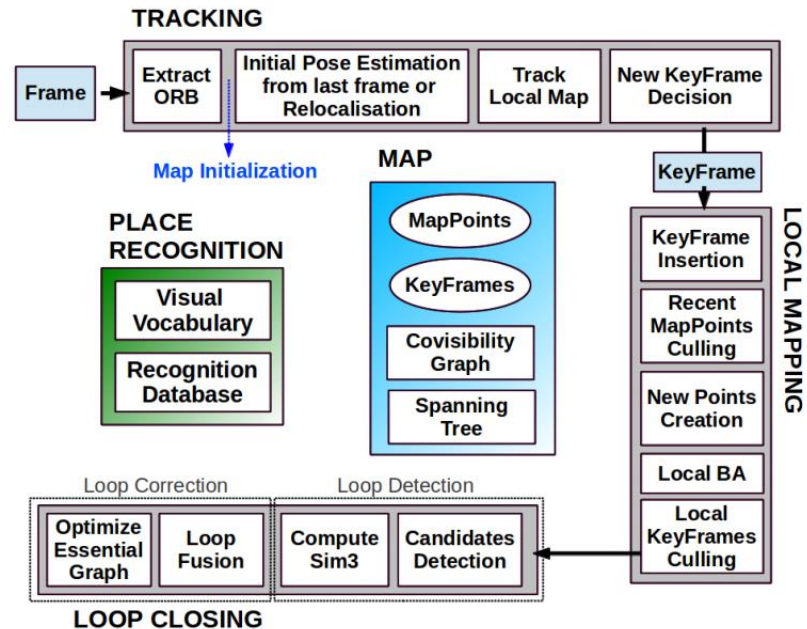 TRACKING
Frame
Extract
ORB
Initial Pose Estimation
from last frame or
Relocalisation
Track
Local Map
New KeyFrame
Decision
Map Initialization
KeyFrame
MAP
MapPoints
KeyFrames
Covisibility
Graph
Spanning
Tree
PLACE
RECOGNITION
Visual
Vocabulary
Recognition
Database
LOCAL MAPPING
KeyFrame
Insertion
Recent
MapPoints
Culling
New Points
Creation
Local BA
Local
KeyFrames
Culling
Loop Correction
Loop Detection
Optimize
Essential
Graph
Loop
Fusion
Compute
Sim3
Candidates
Detection
LOOP CLOSING